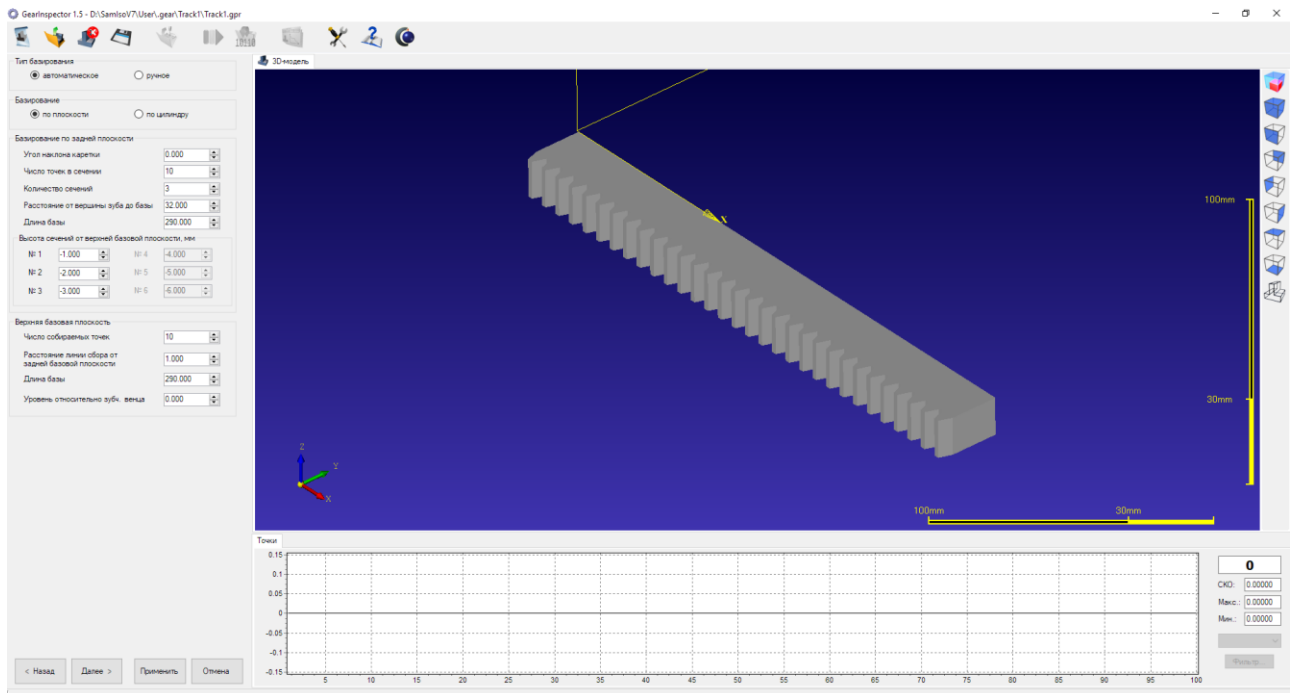 GearInspector 1.5 - D:\SamIsoV7\User\.gear\Track1\Track1.gpr
Тип базирования
автоматическое ручное
Базирование
по плоскости по цилиндру
Базирование по задней плоскости
Угол наклона каретки 0.000
Число точек в сечении 10
Количество сечений 3
Расстояние от вершины зуба до базы 32.000
Длина базы 290.000
Высота сечений от верхней базовой плоскости, мм
№ 1 -1.000 № 4 -4.000
№ 2 -2.000 № 5 -5.000
№ 3 -3.000 № 6 -6.000
Верхняя базовая плоскость
Число собираемых точек 10
Расстояние линии сбора от
задней базовой плоскости 1.000
Длина базы 290.000
Уровень относительно зубч. венца 0.000
< Назад Далее > Применить Отмена
3D-модель
X
100mm
30mm
Z
Y
X
100mm 30mm
Точки
0.15
0.1
0.05
0
-0.05
-0.1
-0.15
5 10 15 20 25 30 35 40 45 50 55 60 65 70 75 80 85 90 95 100
0
СКО: 0.00000
Макс.: 0.00000
Мин.: 0.00000
Фильтр...